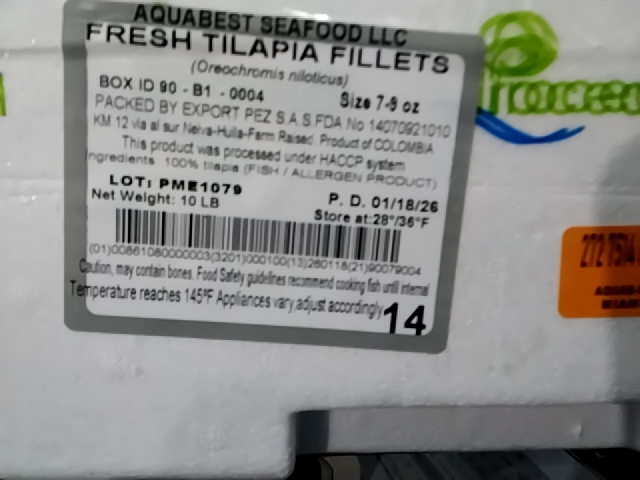 AQUABEST SEAFOOD LLC
FRESH TILAPIA FILLETS
(Oreochromis niloticus)
BOX ID 90 - B1 - 0004 Size 7-9 oz
PACKED BY EXPORT PEZ S.A.S.FDA No 14070921010
KM 12 via al sur Neiva-Huila-Farm Raised. Product of COLOMBIA
This product was processed under HACCP system
Ingredients 100% tilapia (FISH / ALLERGEN PRODUCT)
LOT: PME1079 P. D. 01/18/26
Net Weight: 10 LB Store at:28°/36°F
(01)00861080000003(3201)000100(13)260118(21)90079004
Caution, may contain bones. Food Safety guidelines recommend cooking fish until internal
Temperature reaches 145°F Appliances vary,adjust accordingly
14
272 7514